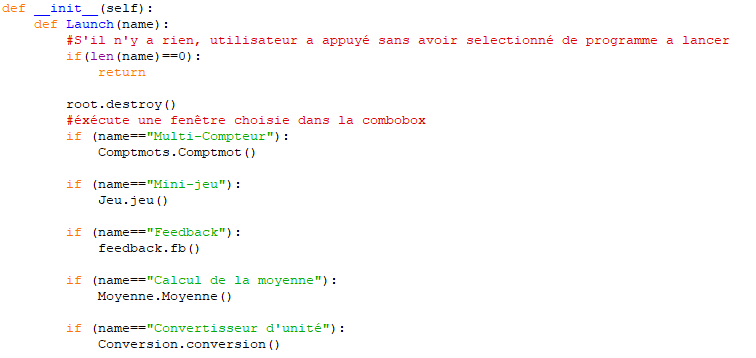 def __init__(self):
def Launch(name):
#S'il n'y a rien, utilisateur a appuyé sans avoir selectionné de programme a lancer
if(len(name)==0):
return
root.destroy()
#éxécute une fenêtre choisie dans la combobox
if (name=="Multi-Compteur"):
Comptmots.Comptmot()
if (name=="Mini-jeu"):
Jeu.jeu()
if (name=="Feedback"):
feedback.fb()
if (name=="Calcul de la moyenne"):
Moyenne.Moyenne()
if (name=="Convertisseur d'unité"):
Conversion.conversion()